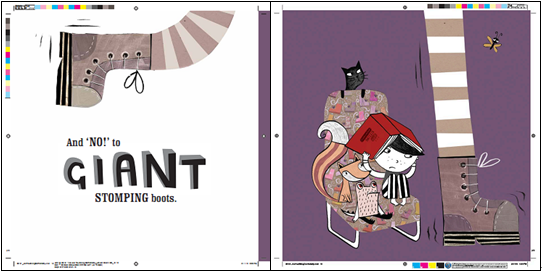 And ‘NO!’ to
GIANT
STOMPING boots.